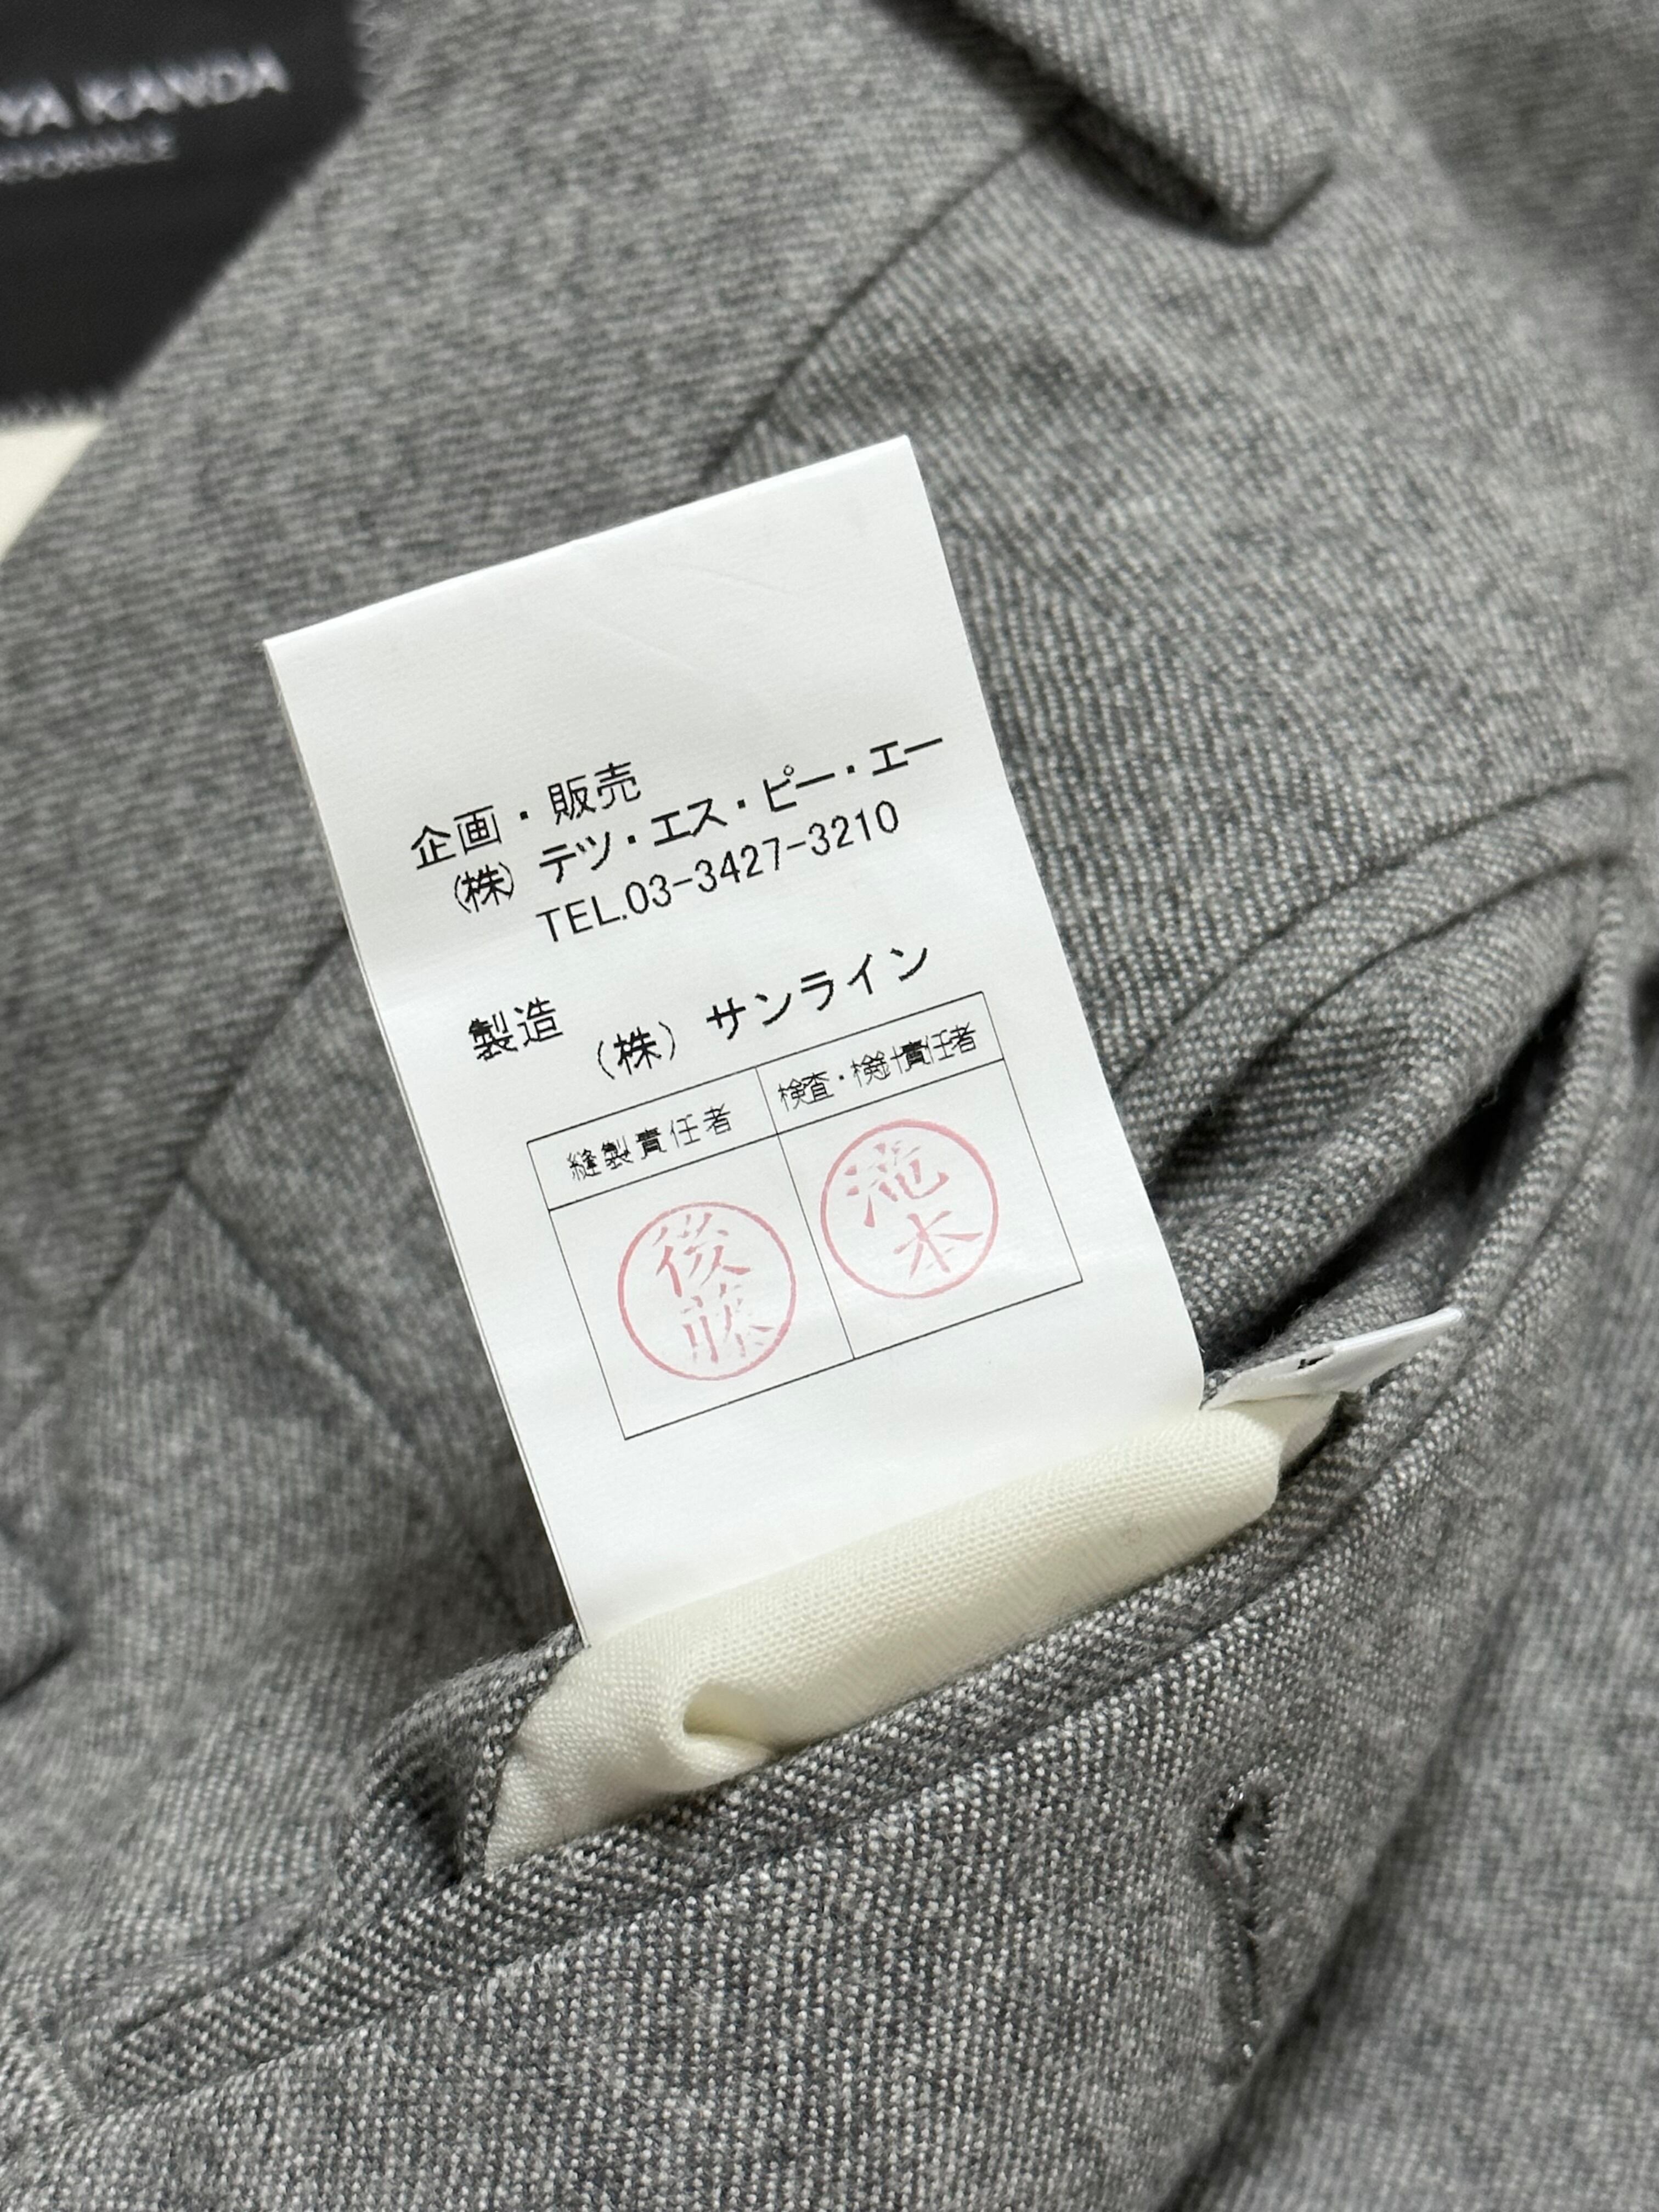 YA KANDA
企画・販売
(株) テツ・エス・ピー・エー
TEL.03-3427-3210
製造
(株) サンライン
縫製責任者
検査・検針責任者
後藤
滝本